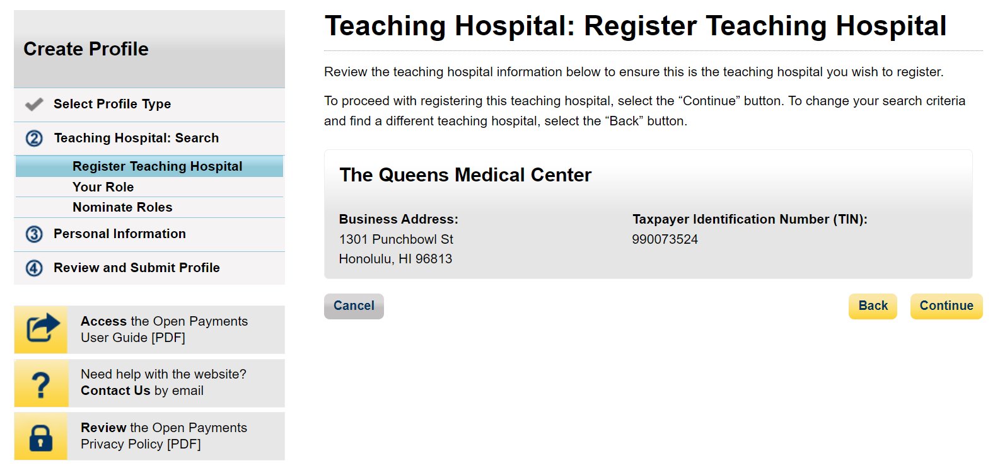 Create Profile
Select Profile Type
2 Teaching Hospital: Search
Register Teaching Hospital
Your Role
Nominate Roles
3 Personal Information
4 Review and Submit Profile
Access the Open Payments
User Guide [PDF]
? Need help with the website?
Contact Us by email
Review the Open Payments
Privacy Policy [PDF]
Teaching Hospital: Register Teaching Hospital
Review the teaching hospital information below to ensure this is the teaching hospital you wish to register.
To proceed with registering this teaching hospital, select the “Continue” button. To change your search criteria
and find a different teaching hospital, select the “Back” button.
The Queens Medical Center
Business Address:
1301 Punchbowl St
Honolulu, HI 96813
Taxpayer Identification Number (TIN):
990073524
Cancel
Back
Continue